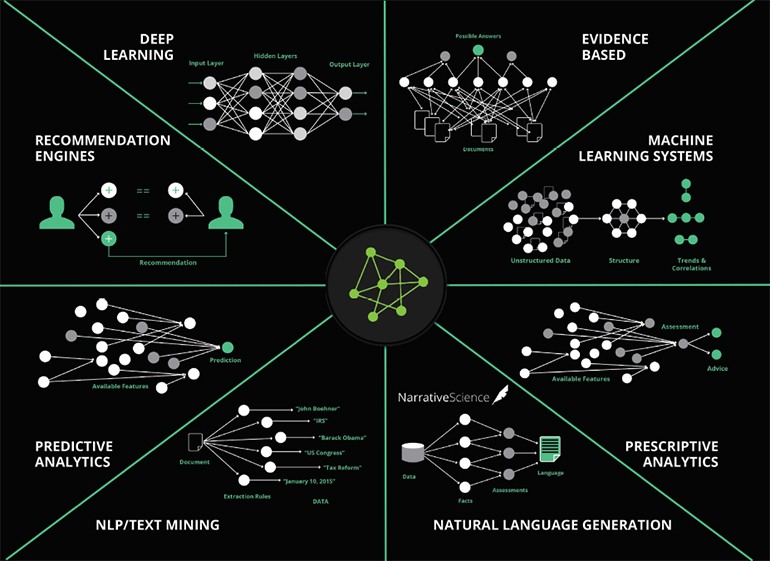 DEEP
LEARNING
Input Layer
Hidden Layers
Output Layer
Possible Answers
Documents
EVIDENCE
BASED
RECOMMENDATION
ENGINES
+ == +
+ == +
+
Recommendation
MACHINE
LEARNING SYSTEMS
Unstructured Data
Structure
Trends &
Correlations
Prediction
Available Features
PREDICTIVE
ANALYTICS
Assessment
Advice
Available Features
PRESCRIPTIVE
ANALYTICS
Document
"John Boehner"
"IRS"
"Barack Obama"
"US Congress"
"Tax Reform"
"January 10, 2015"
Extraction Rules
DATA
NLP/TEXT MINING
NarrativeScience
Data
Facts
Assessments
Language
NATURAL LANGUAGE GENERATION